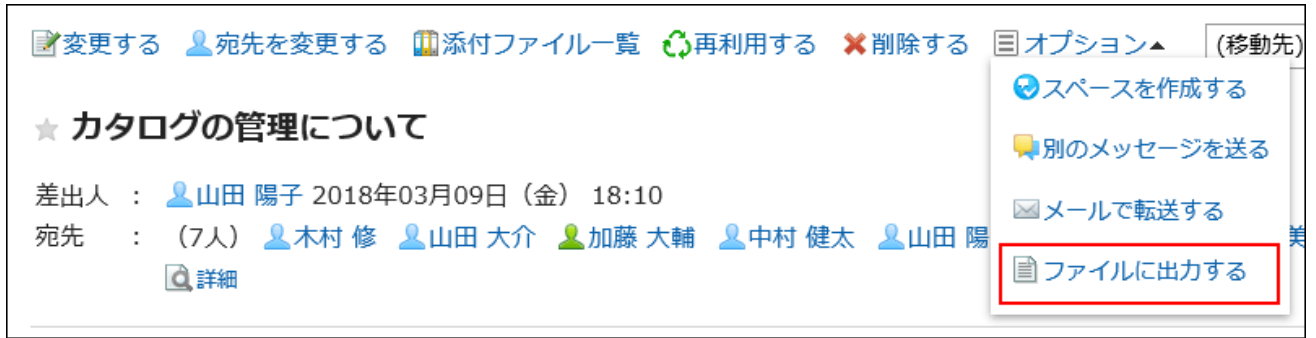 変更する 宛先を変更する 添付ファイル一覧 再利用する 削除する オプション▲ (移動先)
スペースを作成する
別のメッセージを送る
メールで転送する
ファイルに出力する
カタログの管理について
差出人 : 山田 陽子 2018年03月09日（金） 18:10
宛先 : （7人） 木村 修 山田 大介 加藤 大輔 中村 健太 山田 陽
詳細